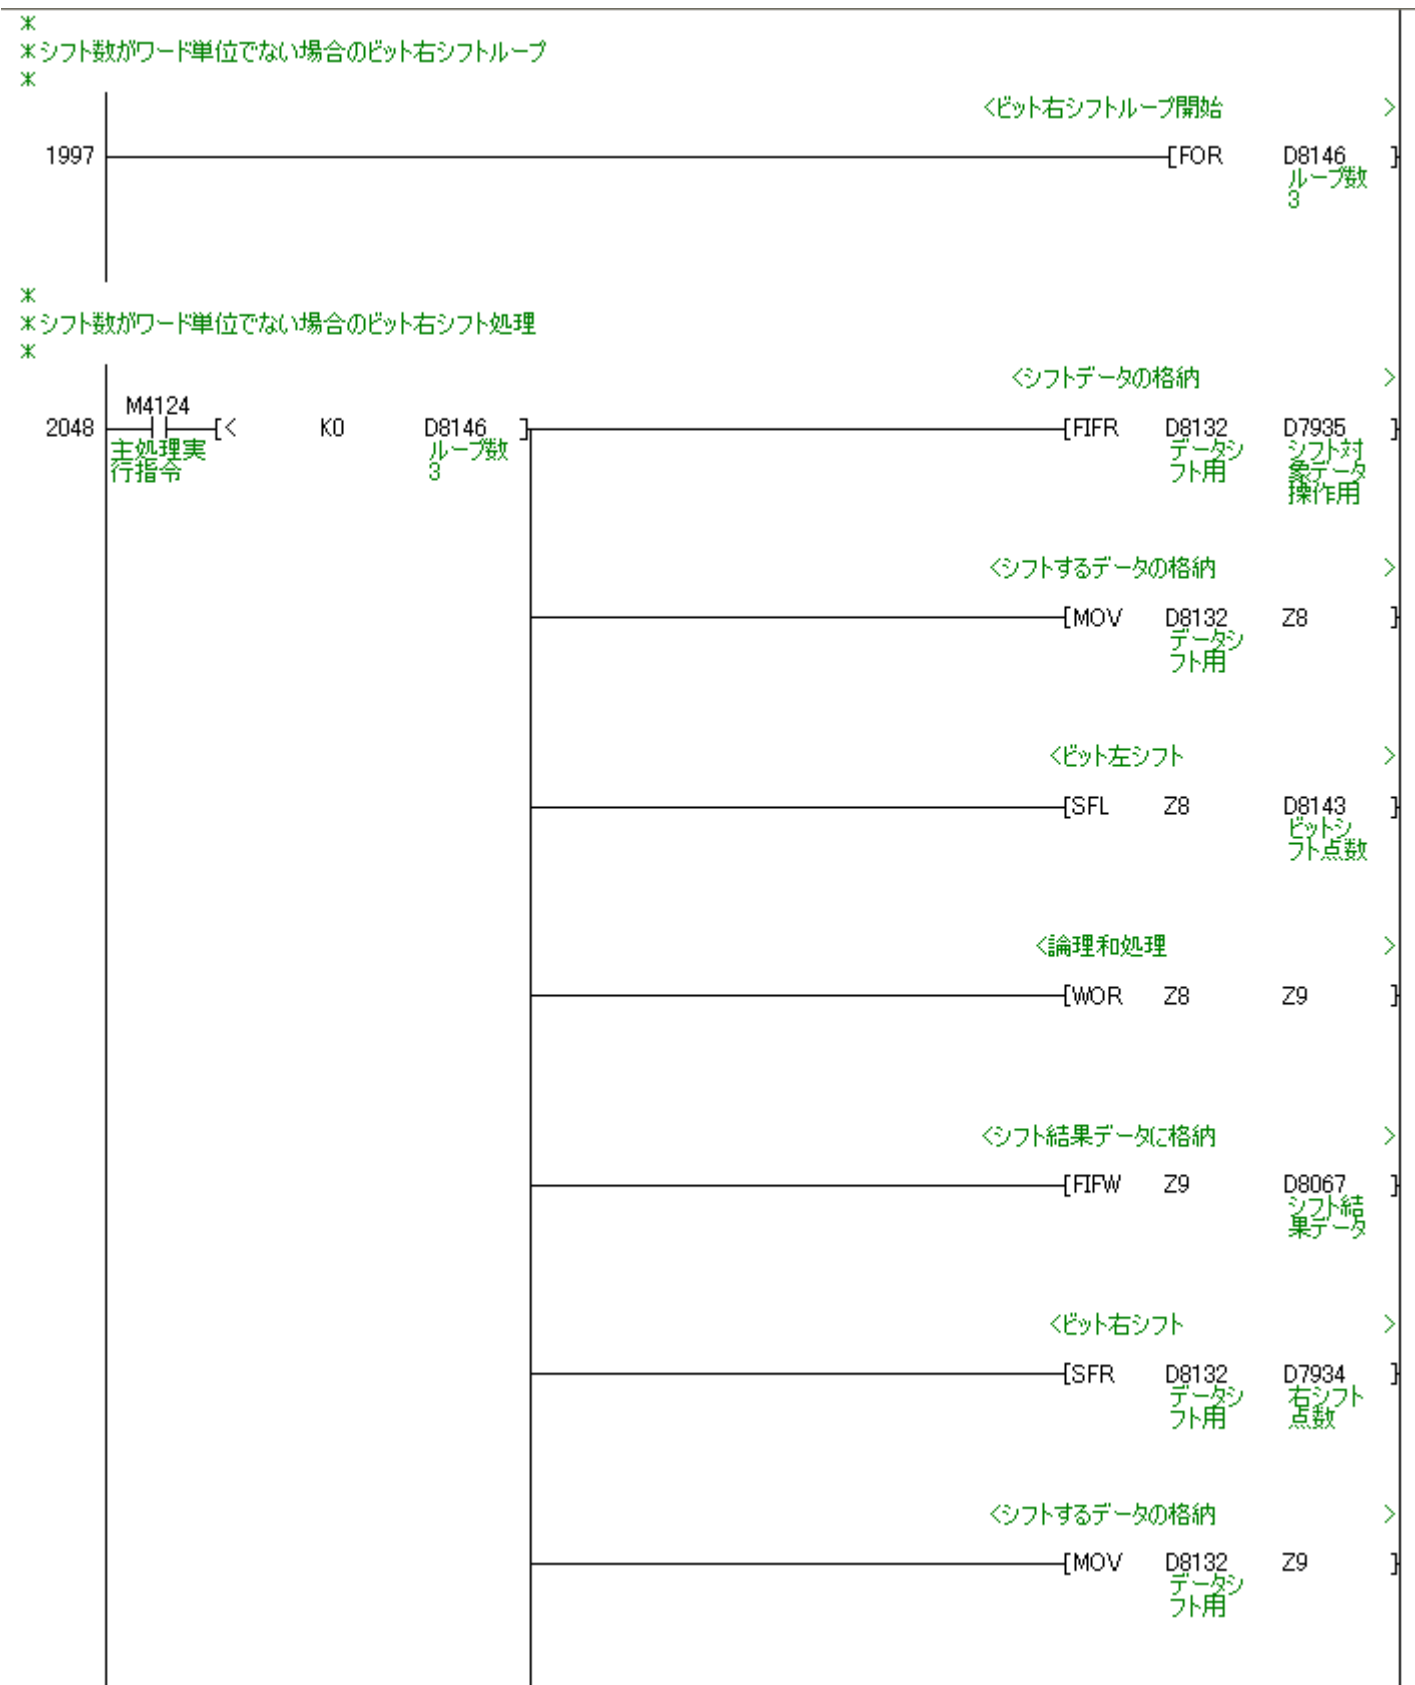 *
*シフト数がワード単位でない場合のビット右シフトループ
*
<ビット右シフトループ開始 >
1997 [FOR D8146 ]
ループ数
3
*
*シフト数がワード単位でない場合のビット右シフト処理
*
<シフトデータの格納 >
M4124
2048 [< K0 D8146 ] [FIFR D8132 D7935 ]
主処理実 ループ数 データシ シフト対
行指令 3 フト用 象データ
操作用
<シフトするデータの格納 >
[MOV D8132 Z8 ]
データシ
フト用
<ビット左シフト >
[SFL Z8 D8143 ]
ビットシ
フト点数
<論理和処理 >
[WOR Z8 Z9 ]
<シフト結果データに格納 >
[FIFW Z9 D8067 ]
シフト結
果データ
<ビット右シフト >
[SFR D8132 D7934 ]
データシ 右シフト
フト用 点数
<シフトするデータの格納 >
[MOV D8132 Z9 ]
データシ
フト用